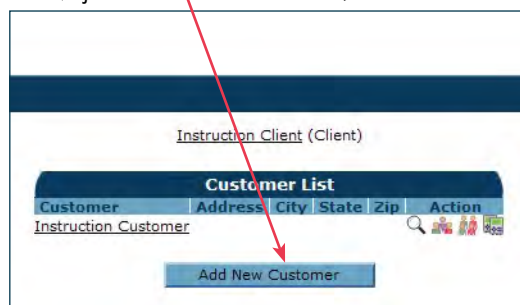 Instruction Client (Client)
Customer List
Customer Address City State Zip Action
Instruction Customer
Add New Customer